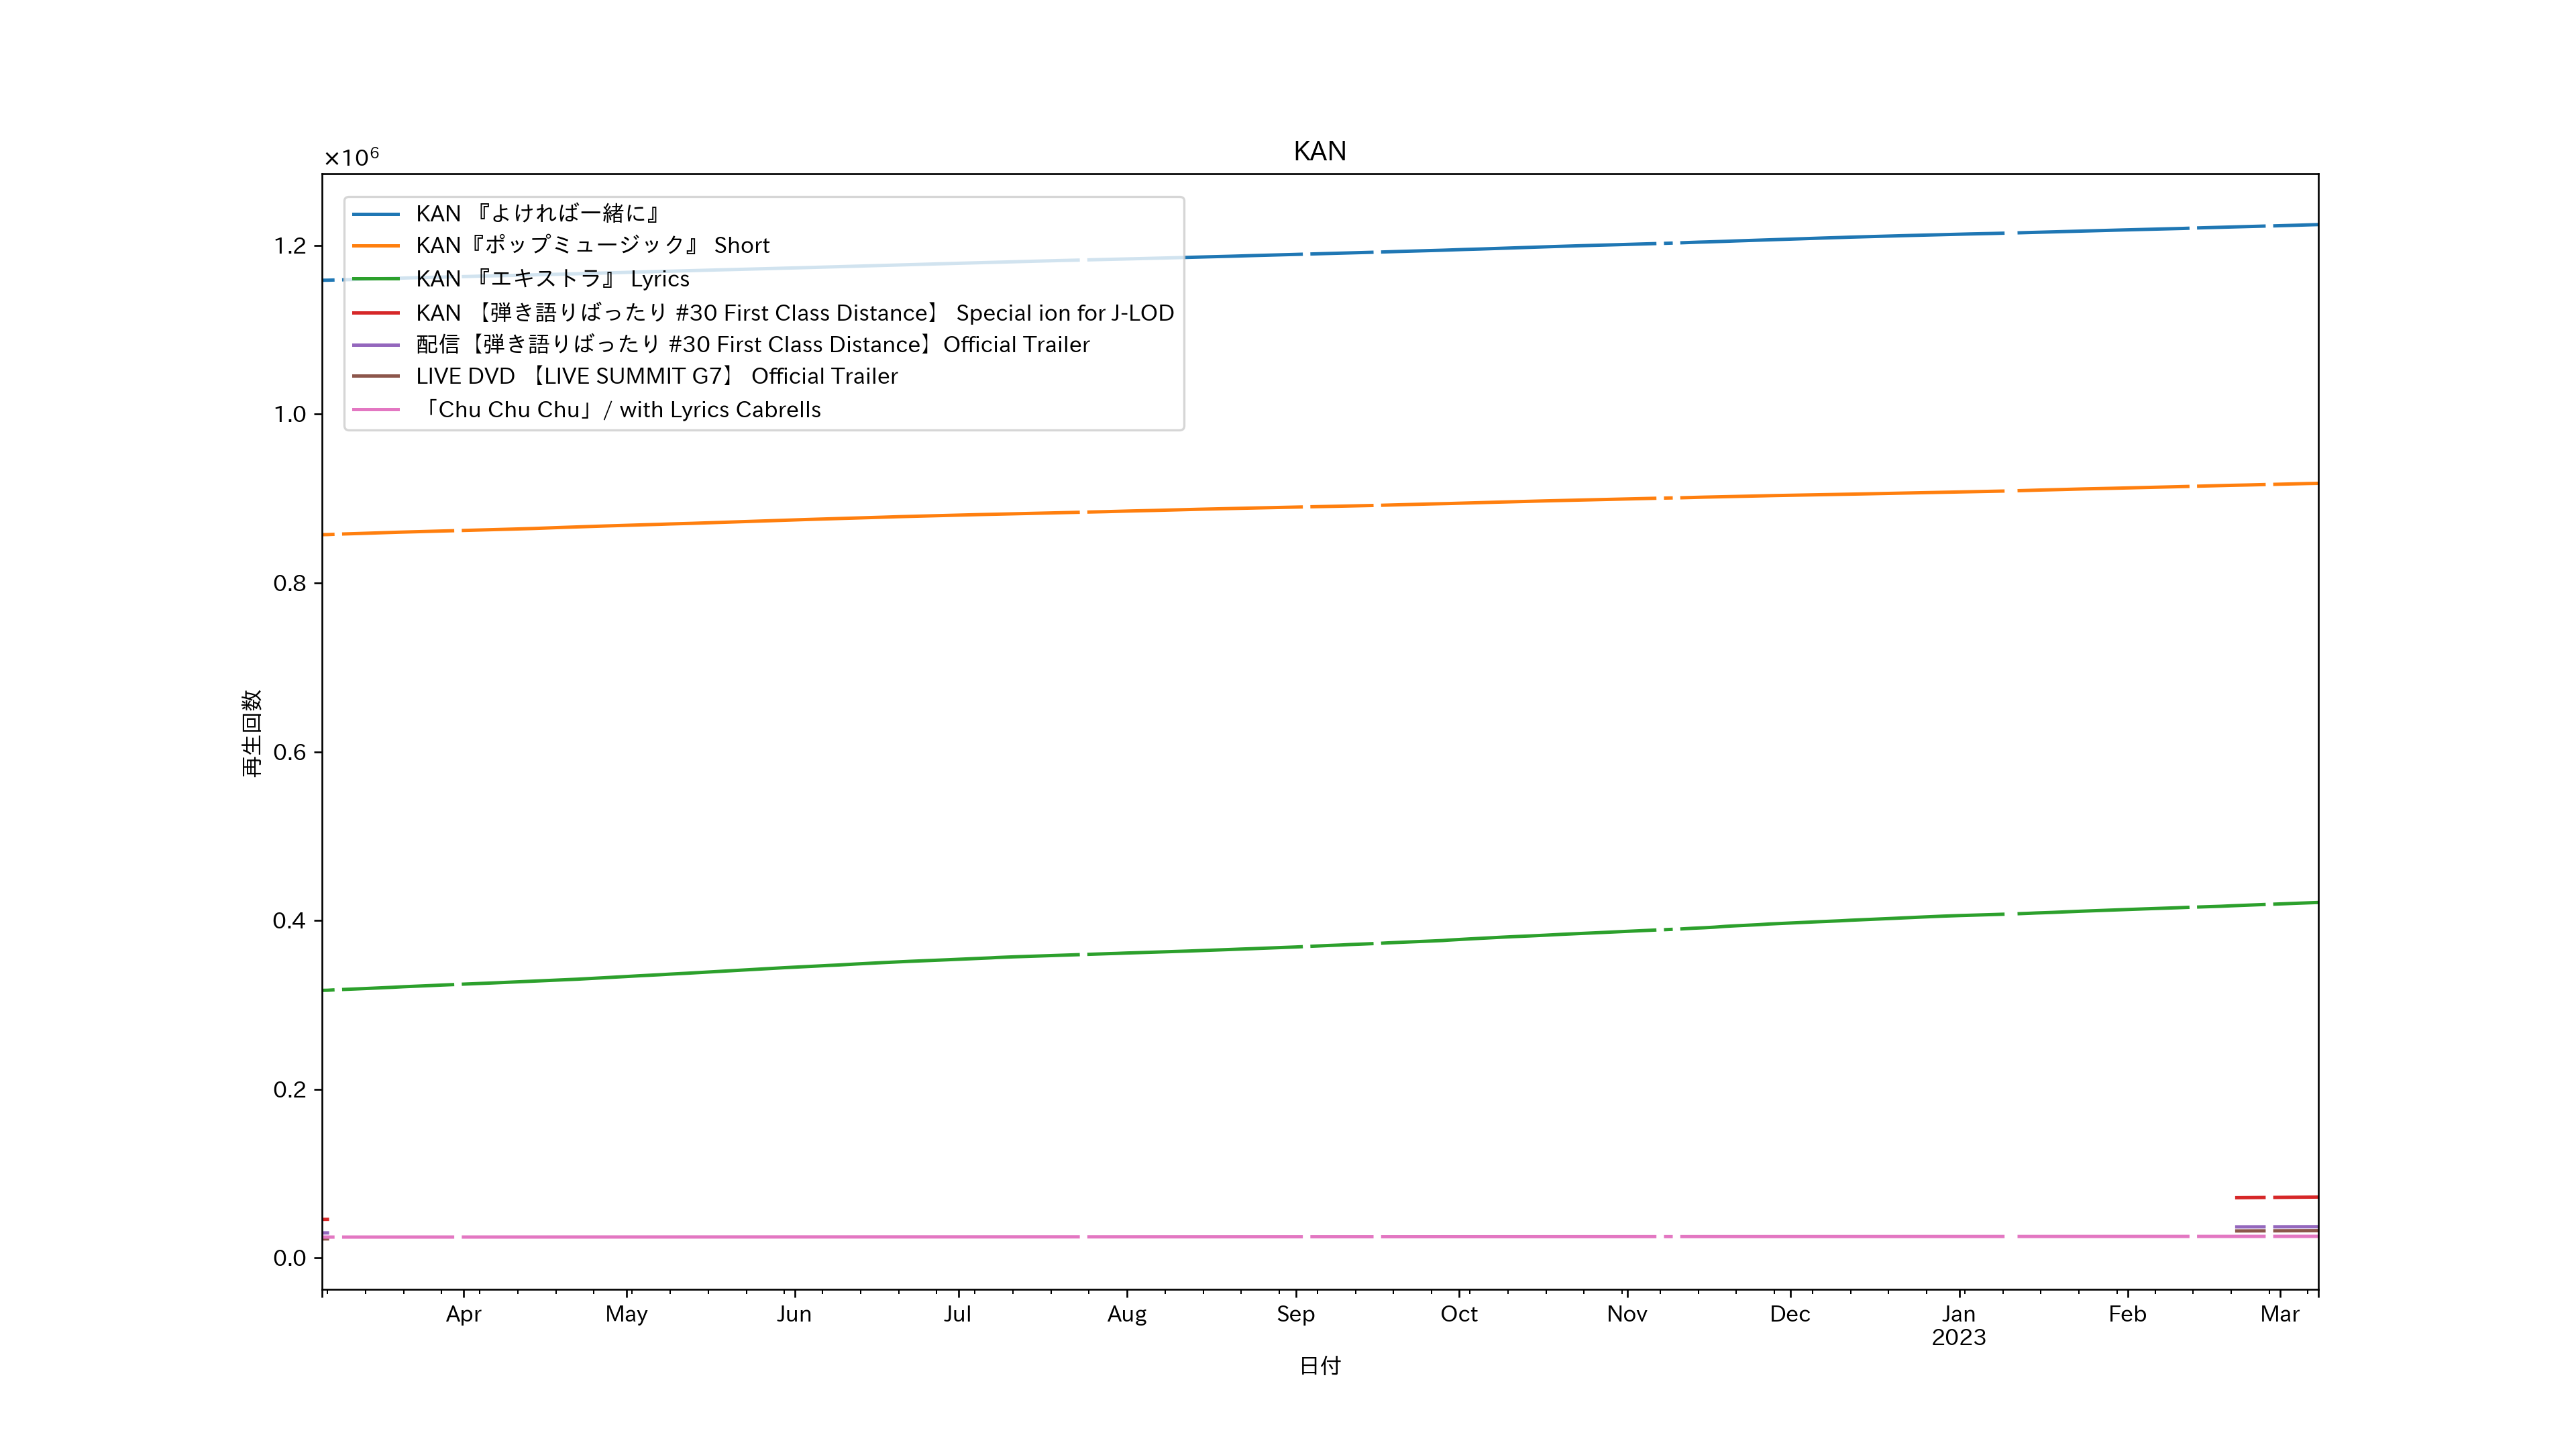 KAN
×10⁶
KAN 『よければ一緒に』
KAN『ポップミュージック』 Short
KAN 『エキストラ』 Lyrics
KAN 【弾き語りばったり #30 First Class Distance】 Special ion for J-LOD
配信【弾き語りばったり #30 First Class Distance】Official Trailer
LIVE DVD 【LIVE SUMMIT G7】 Official Trailer
「Chu Chu Chu」/ with Lyrics Cabrells
1.2
1.0
0.8
0.6
0.4
0.2
0.0
再生回数
Apr May Jun Jul Aug Sep Oct Nov Dec Jan Feb Mar
2023
日付